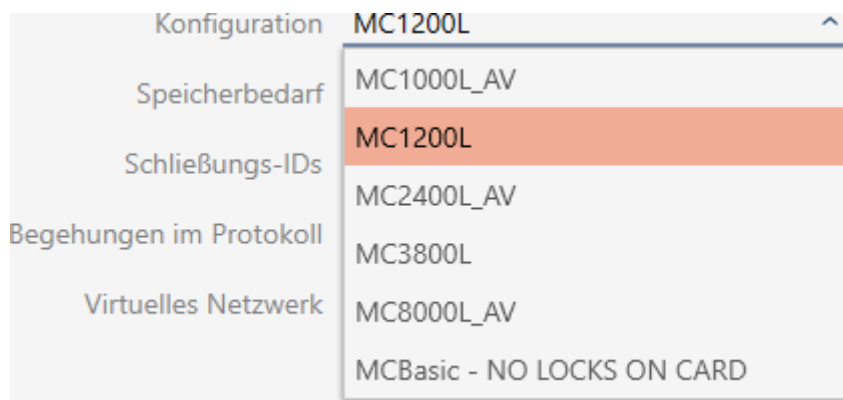 Konfiguration MC1200L
MC1000L_AV
Speicherbedarf
MC1200L
Schließungs-IDs
MC2400L_AV
Begehungen im Protokoll
MC3800L
Virtuelles Netzwerk
MC8000L_AV
MCBasic - NO LOCKS ON CARD